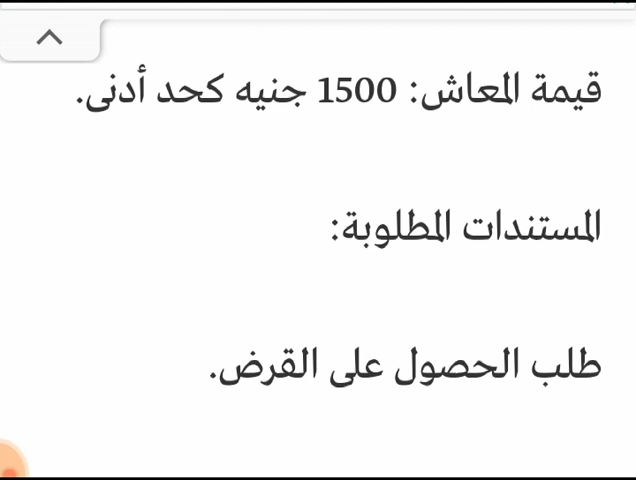 قيمة المعاش: 1500 جنيه كحد أدنى.
المستندات المطلوبة:
طلب الحصول على القرض.